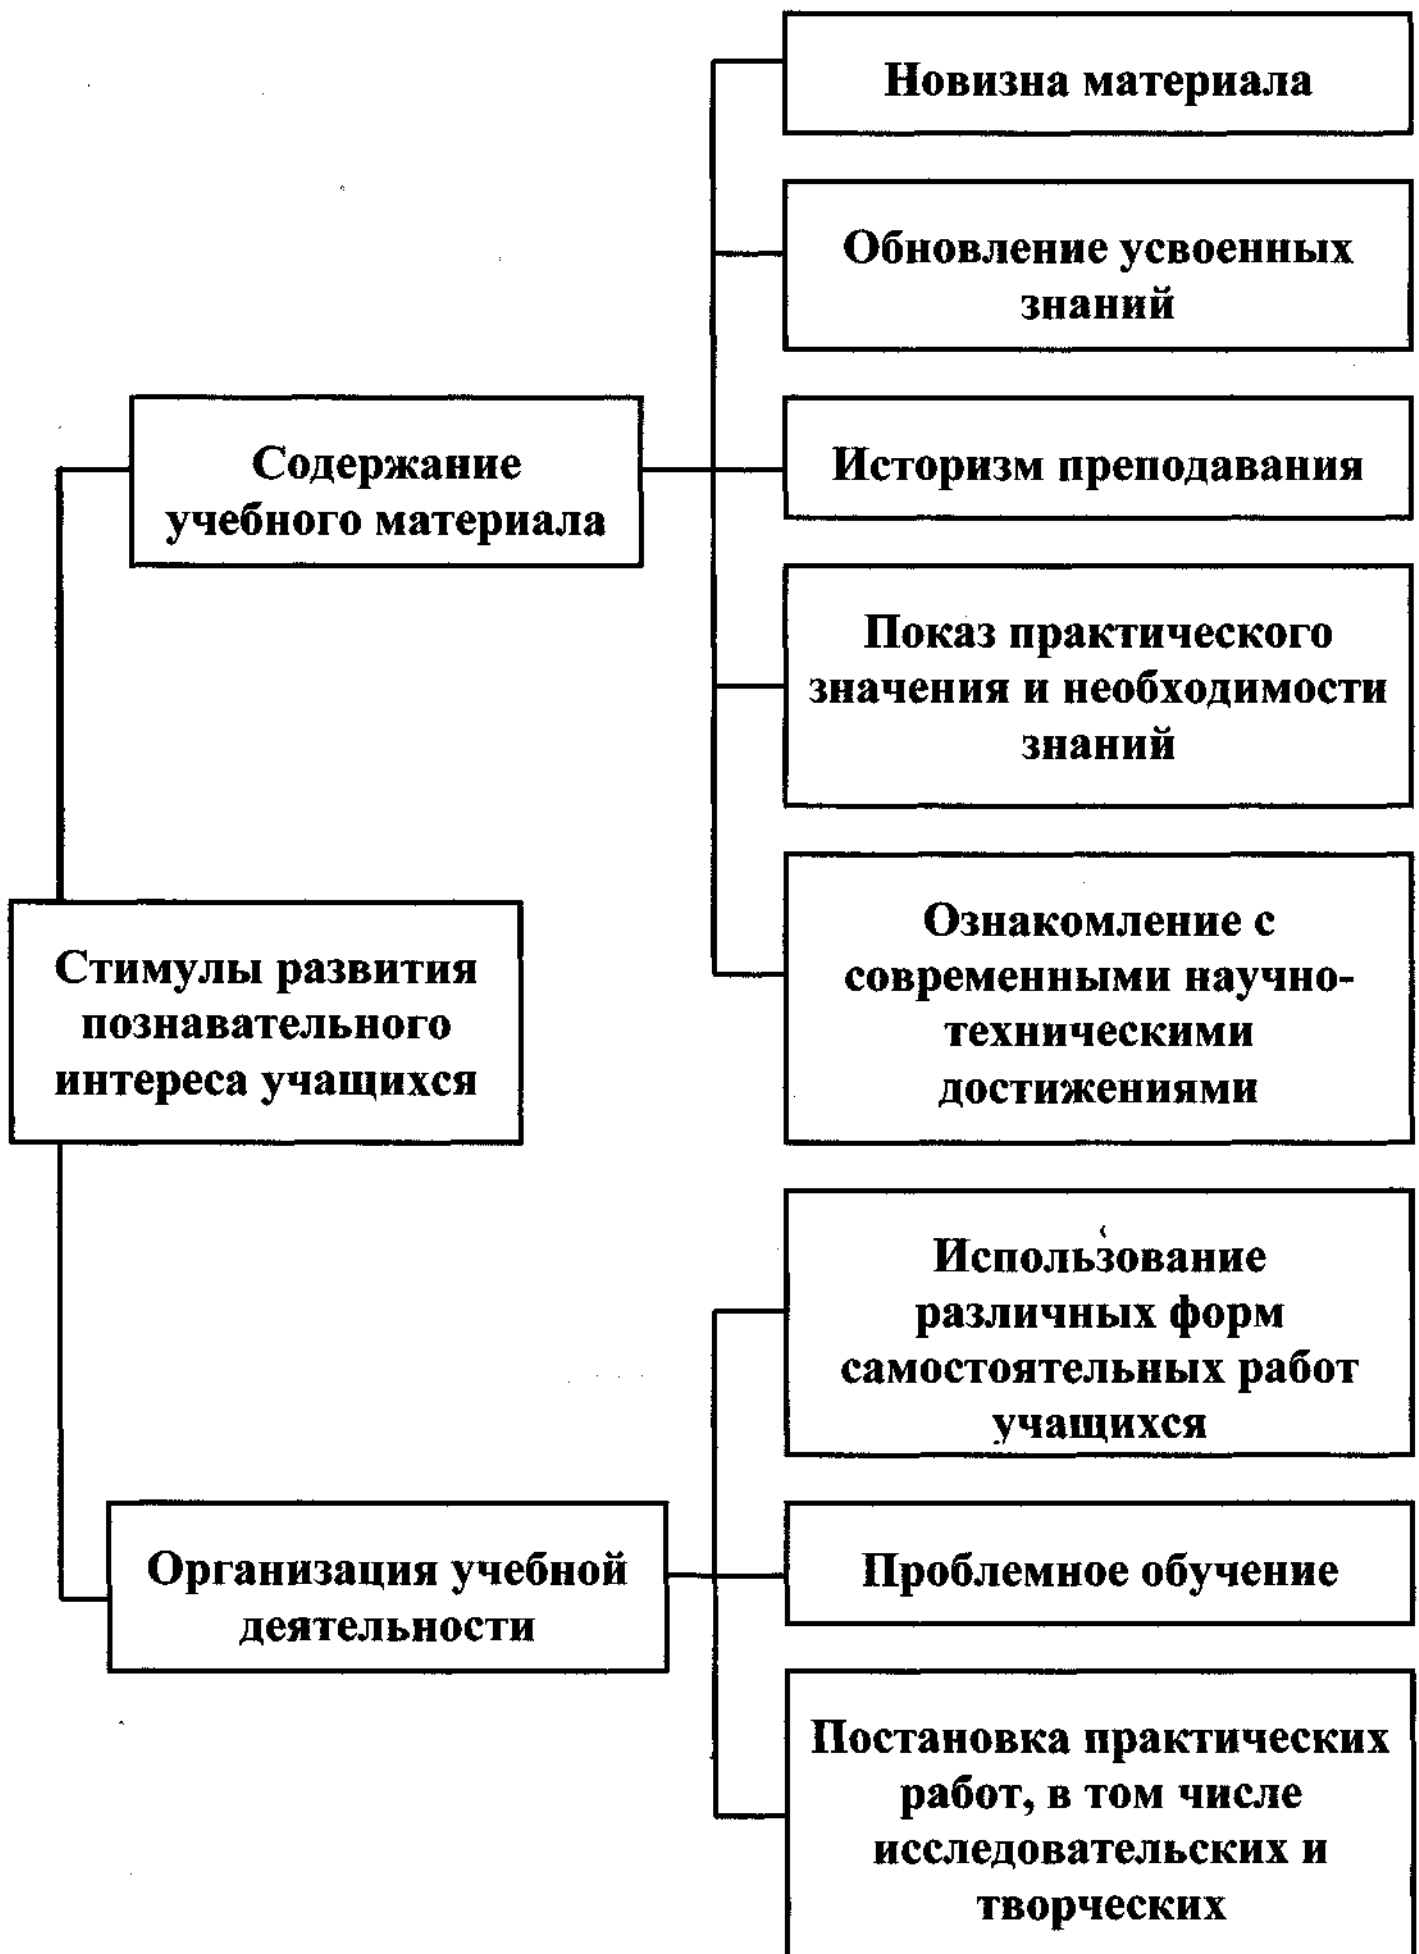 Новизна материала
Обновление усвоенных
знаний
Содержание
учебного материала
Историзм преподавания
Показ практического
значения и необходимости
знаний
Ознакомление с
современными научно-
техническими
достижениями
Стимулы развития
познавательного
интереса учащихся
Использование
различных форм
самостоятельных работ
учащихся
Организация учебной
деятельности
Проблемное обучение
Постановка практических
работ, в том числе
исследовательских и
творческих